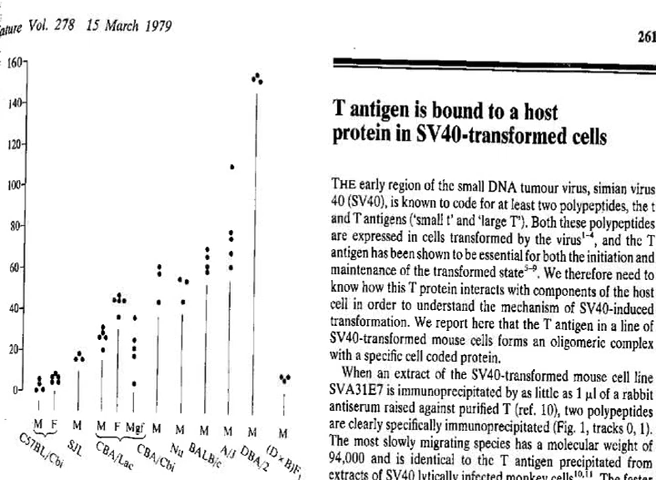 Nature Vol. 278 15 March 1979
261
160
140
120
100
80
60
40
20
0
M F M M F Mgf M M M M M M
C57BL/Cbi
SJL
CBA/Lac
CBA/Cbi
BALB/c
A/J
DBA/2
(D × B)F1
T antigen is bound to a host
protein in SV40-transformed cells
THE early region of the small DNA tumour virus, simian virus
40 (SV40), is known to code for at least two polypeptides, the t
and T antigens (‘small t’ and ‘large T’). Both these polypeptides
are expressed in cells transformed by the virus1–4, and the T
antigen has been shown to be essential for both the initiation and
maintenance of the transformed state5–9. We therefore need to
know how this T protein interacts with components of the host
cell in order to understand the mechanism of SV40-induced
transformation. We report here that the T antigen in a line of
SV40-transformed mouse cells forms an oligomeric complex
with a specific cell coded protein.
When an extract of the SV40-transformed mouse cell line
SVA31E7 is immunoprecipitated by as little as 1 μl of a rabbit
antiserum raised against purified T (ref. 10), two polypeptides
are clearly specifically immunoprecipitated (Fig. 1, tracks 0, 1).
The most slowly migrating species has a molecular weight of
94,000 and is identical to the T antigen precipitated from
extracts of SV40 lytically infected monkey cells10,11. The faster